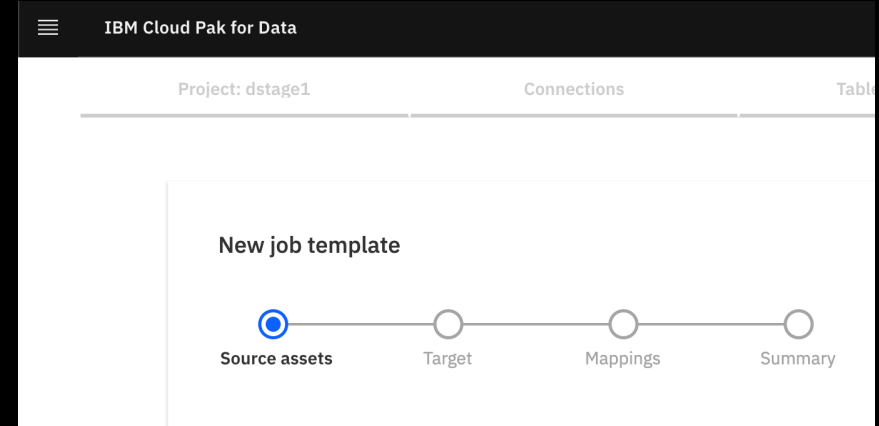 IBM Cloud Pak for Data
Project: dstage1 Connections
New job template
Source assets Target Mappings Summary